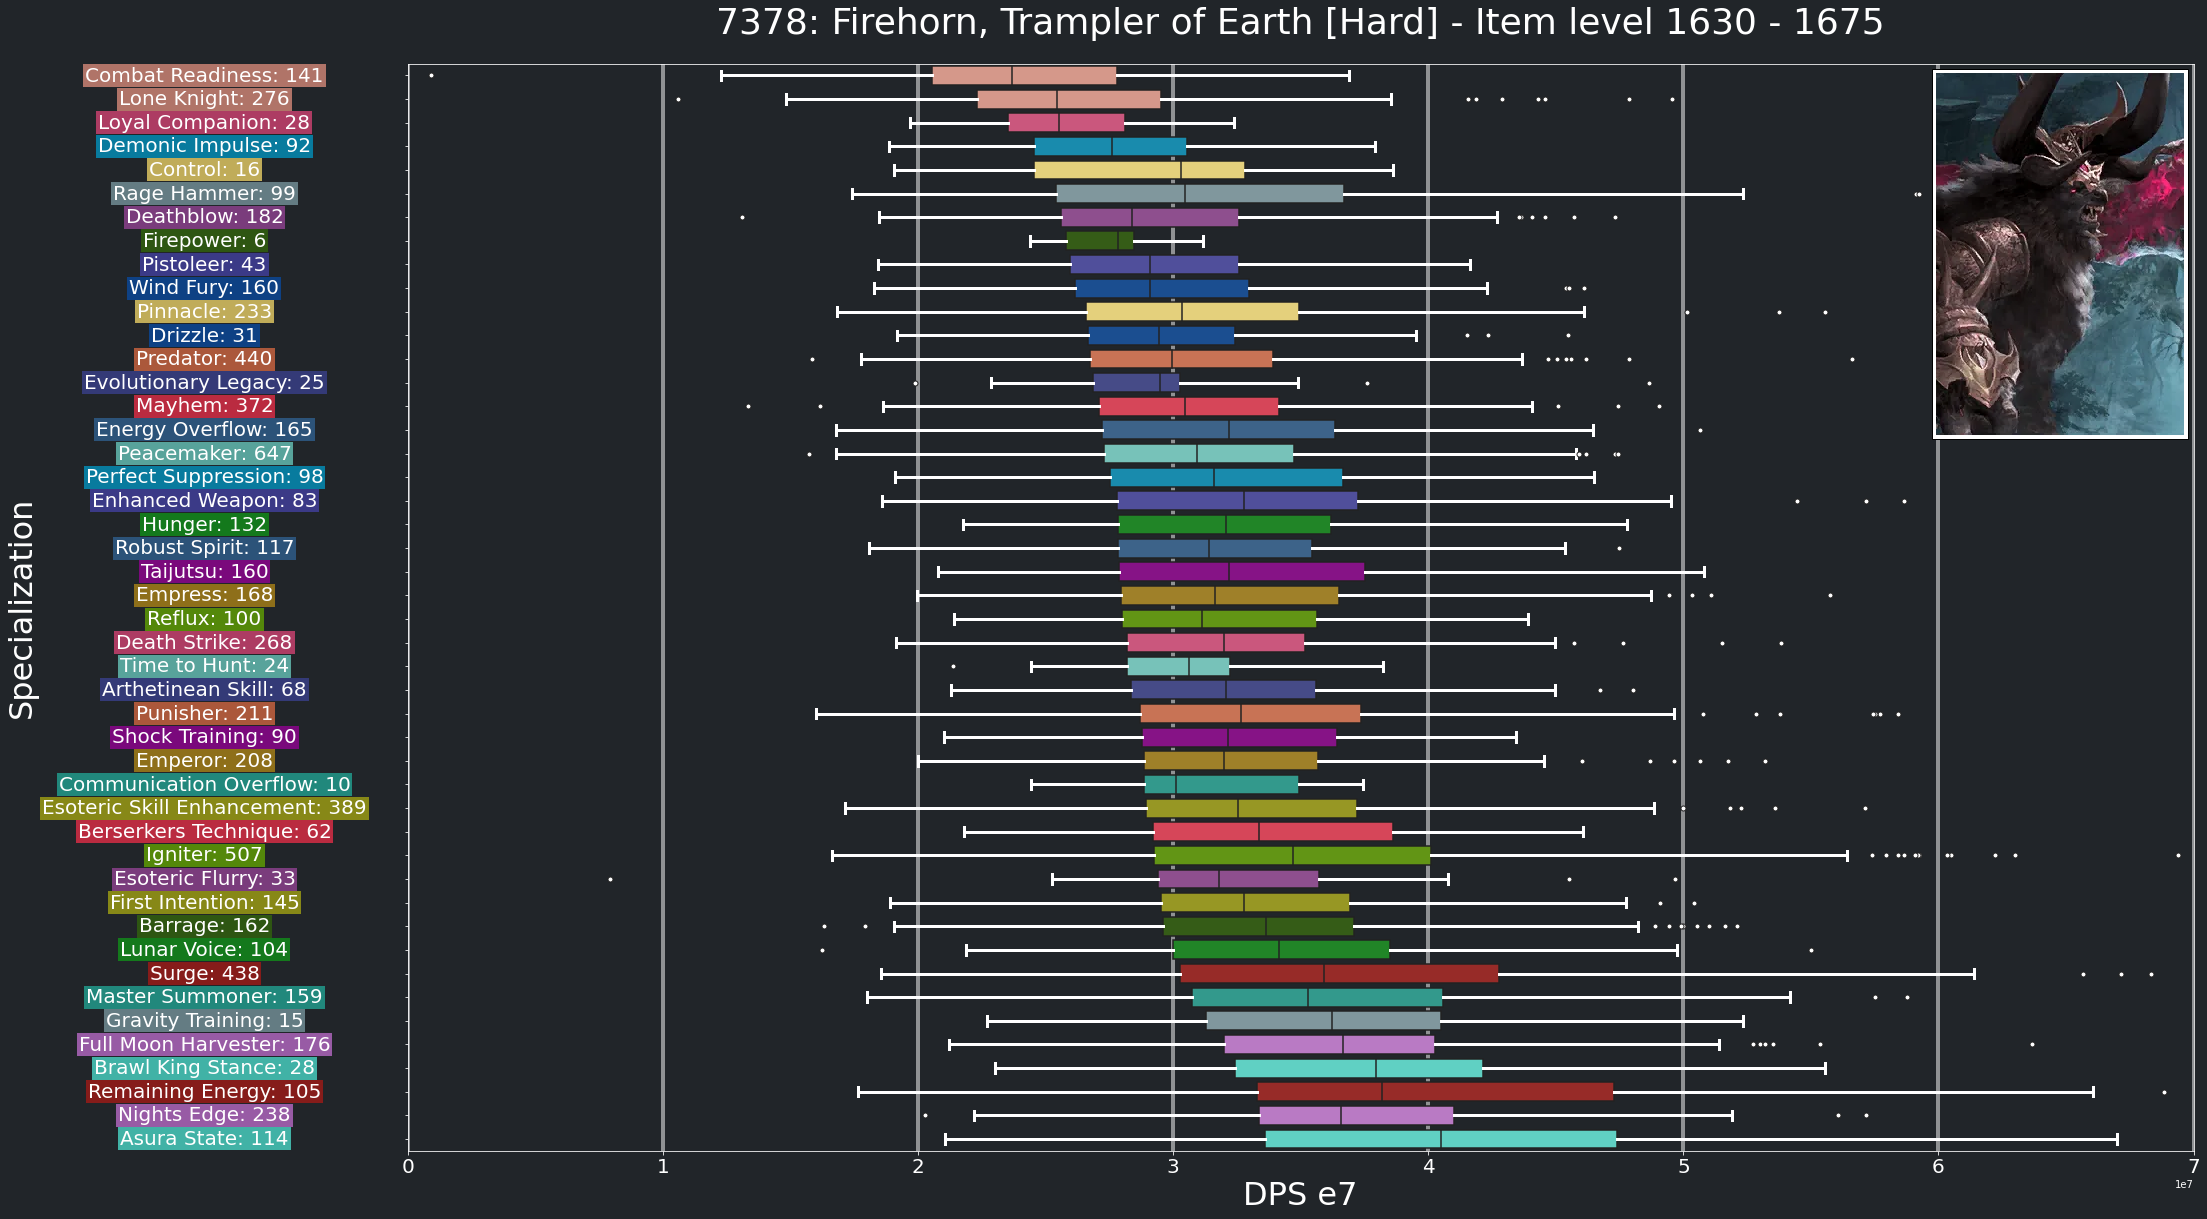 7378: Firehorn, Trampler of Earth [Hard] - Item level 1630 - 1675
Combat Readiness: 141
Lone Knight: 276
Loyal Companion: 28
Demonic Impulse: 92
Control: 16
Rage Hammer: 99
Deathblow: 182
Firepower: 6
Pistoleer: 43
Wind Fury: 160
Pinnacle: 233
Drizzle: 31
Predator: 440
Evolutionary Legacy: 25
Mayhem: 372
Energy Overflow: 165
Peacemaker: 647
Perfect Suppression: 98
Enhanced Weapon: 83
Hunger: 132
Robust Spirit: 117
Taijutsu: 160
Empress: 168
Reflux: 100
Death Strike: 268
Time to Hunt: 24
Arthetinean Skill: 68
Punisher: 211
Shock Training: 90
Emperor: 208
Communication Overflow: 10
Esoteric Skill Enhancement: 389
Berserkers Technique: 62
Igniter: 507
Esoteric Flurry: 33
First Intention: 145
Barrage: 162
Lunar Voice: 104
Surge: 438
Master Summoner: 159
Gravity Training: 15
Full Moon Harvester: 176
Brawl King Stance: 28
Remaining Energy: 105
Nights Edge: 238
Asura State: 114
Specialization
0 1 2 3 4 5 6 7
1e7
DPS e7